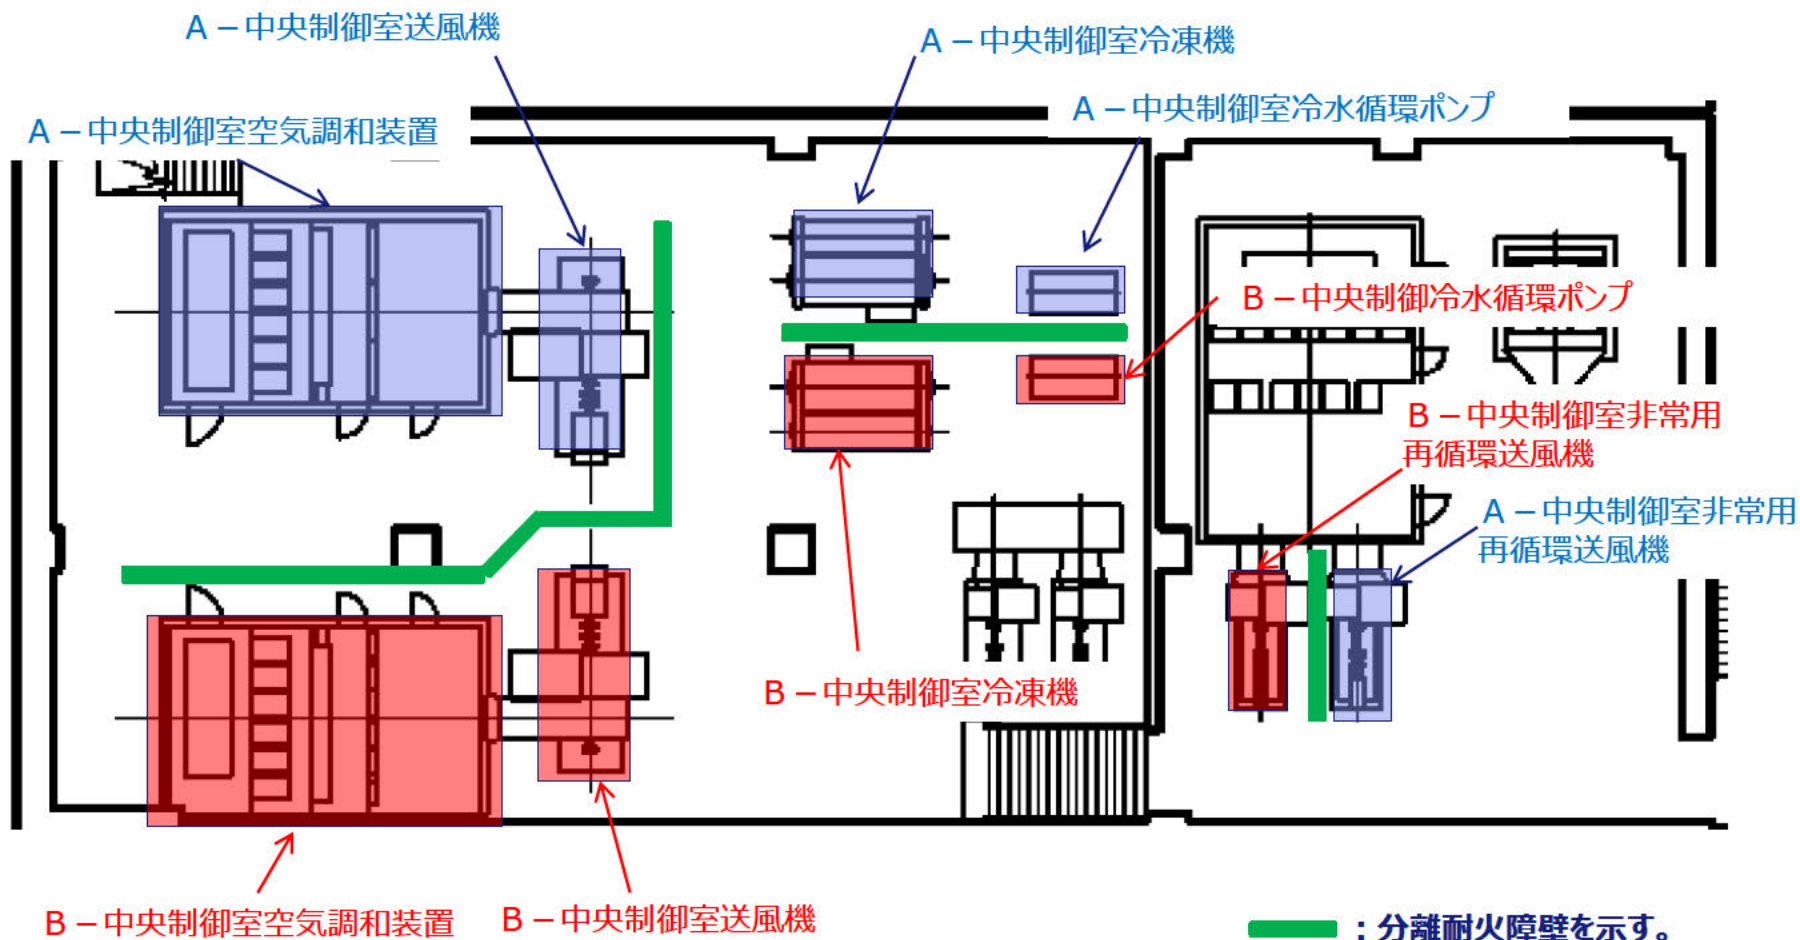 A－中央制御室送風機
A－中央制御室冷凍機
A－中央制御室冷水循環ポンプ
A－中央制御室空気調和装置
B－中央制御冷水循環ポンプ
B－中央制御室非常用
再循環送風機
A－中央制御室非常用
再循環送風機
B－中央制御室冷凍機
B－中央制御室空気調和装置
B－中央制御室送風機
：分離耐火障壁を示す。